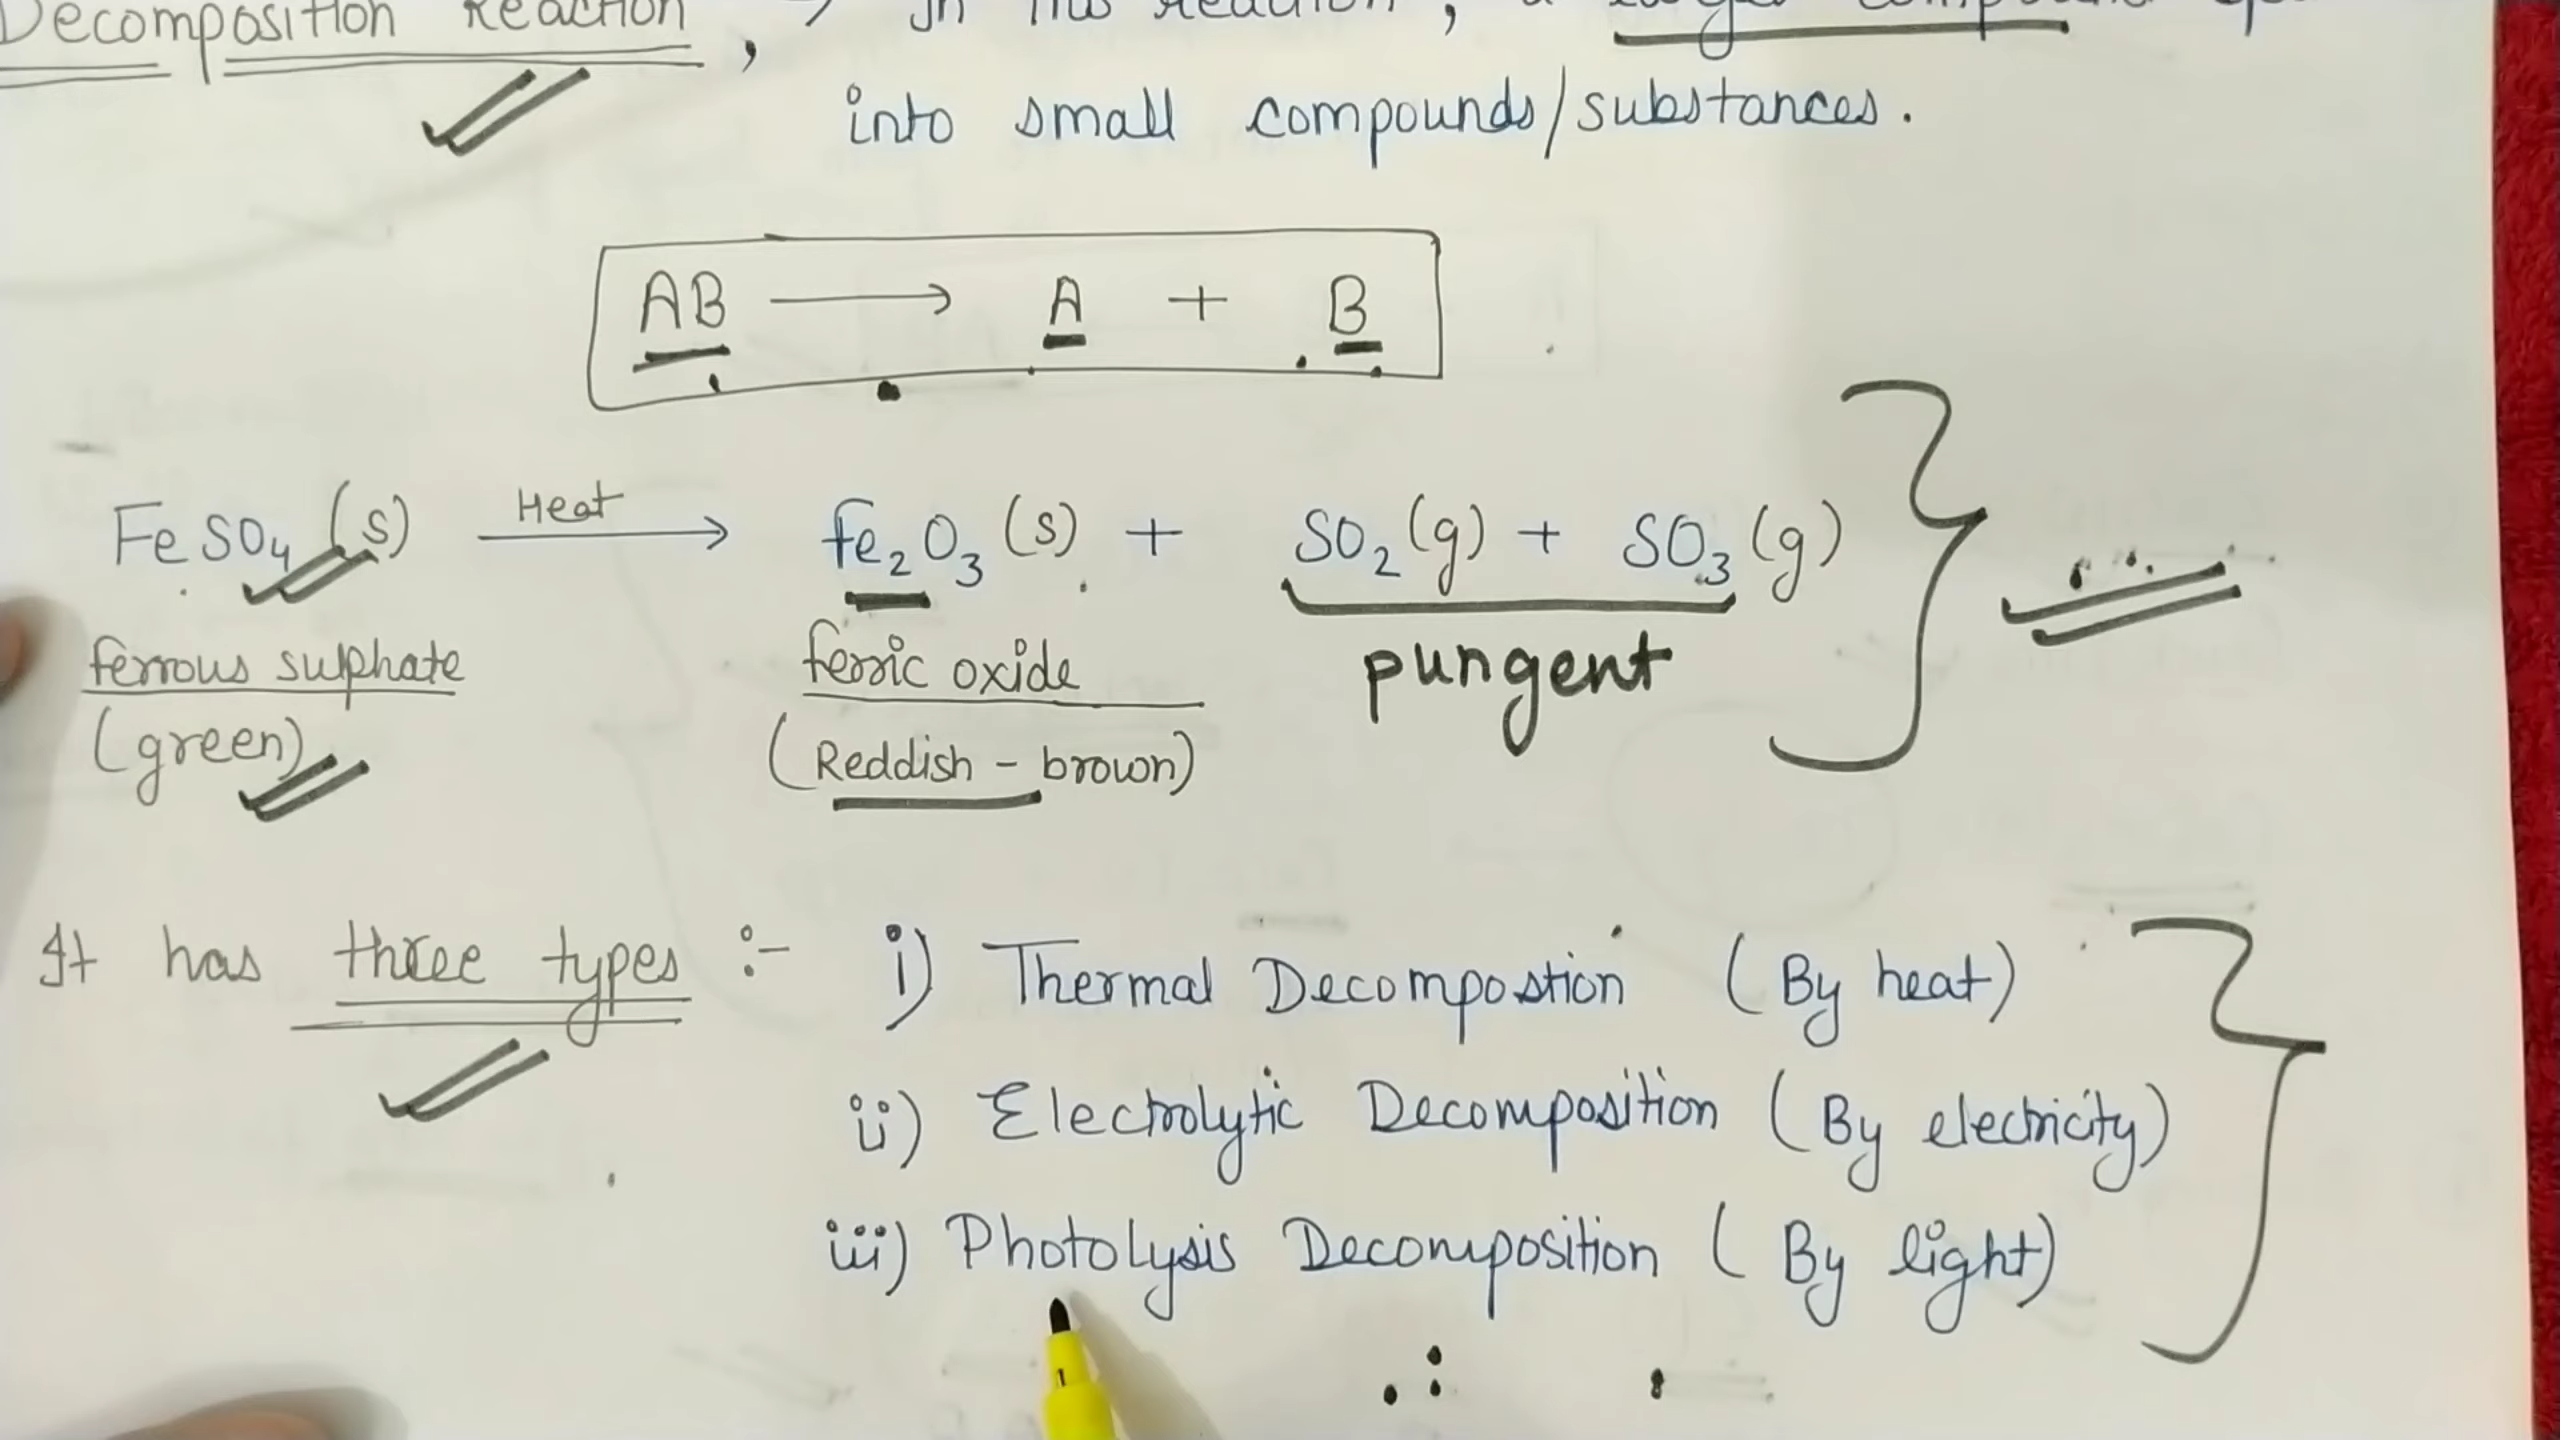 Decomposition Reaction, → In this reaction, a larger compound
into small compounds/substances.
AB → A + B
Heat
FeSO₄ (s) → Fe₂O₃ (s) + SO₂ (g) + SO₃ (g)
ferrous sulphate ferric oxide pungent
(green) (Reddish - brown)
It has three types :- i) Thermal Decompostion (By heat)
ii) Electrolytic Decomposition (By electricity)
iii) Photolysis Decomposition (By light)